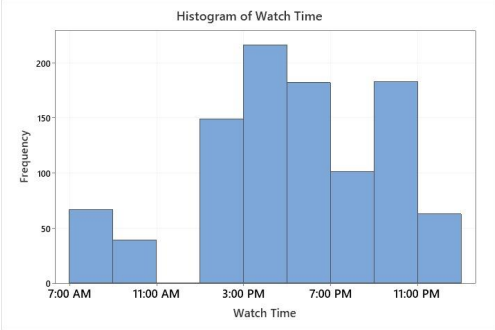 Histogram of Watch Time
200
150
100
50
0
Frequency
7:00 AM 11:00 AM 3:00 PM 7:00 PM 11:00 PM
Watch Time